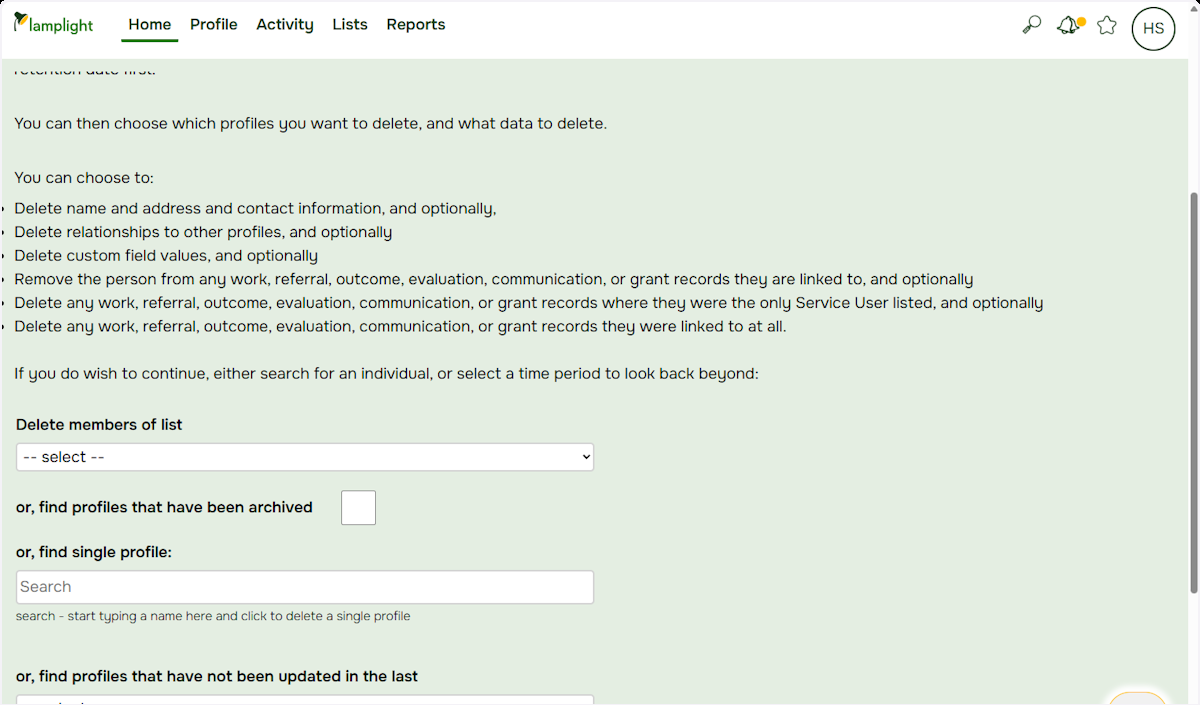 lamplight
Home Profile Activity Lists Reports
HS
retention date first.
You can then choose which profiles you want to delete, and what data to delete.
You can choose to:
Delete name and address and contact information, and optionally,
Delete relationships to other profiles, and optionally
Delete custom field values, and optionally
Remove the person from any work, referral, outcome, evaluation, communication, or grant records they are linked to, and optionally
Delete any work, referral, outcome, evaluation, communication, or grant records where they were the only Service User listed, and optionally
Delete any work, referral, outcome, evaluation, communication, or grant records they were linked to at all.
If you do wish to continue, either search for an individual, or select a time period to look back beyond:
Delete members of list
-- select --
or, find profiles that have been archived
or, find single profile:
Search
search - start typing a name here and click to delete a single profile
or, find profiles that have not been updated in the last